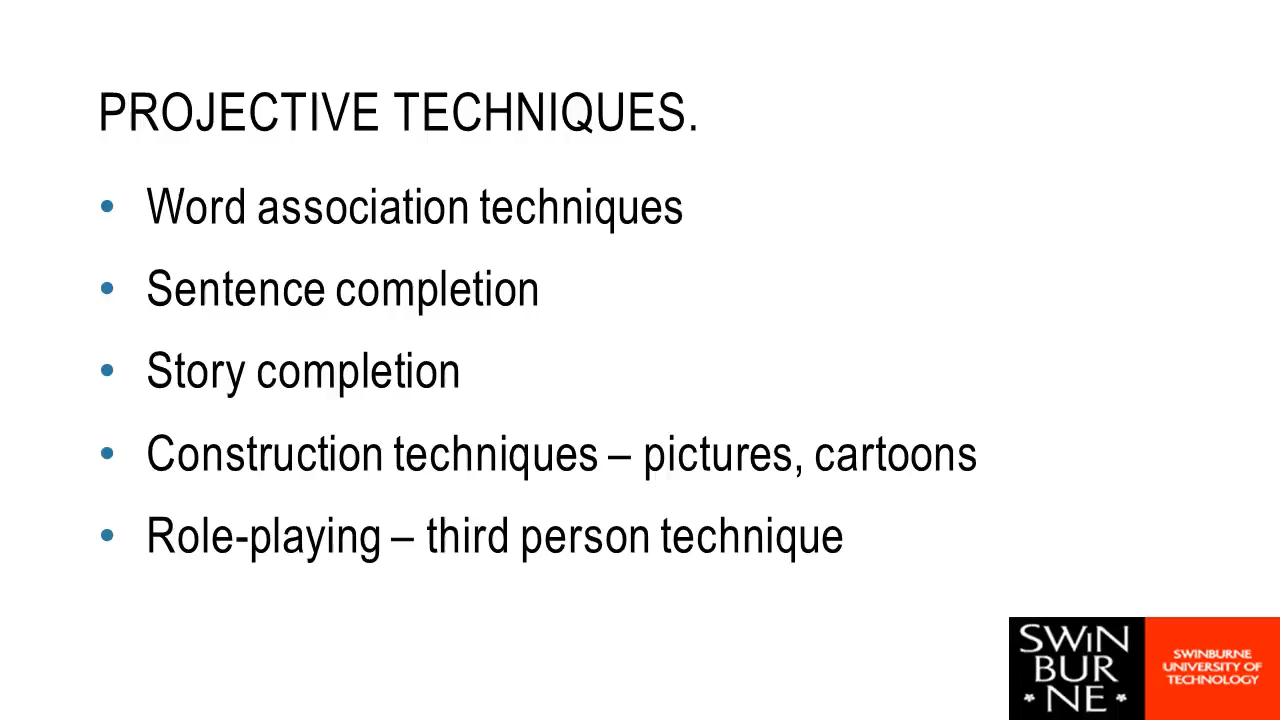 PROJECTIVE TECHNIQUES.
• Word association techniques
• Sentence completion
• Story completion
• Construction techniques – pictures, cartoons
• Role-playing – third person technique
SWiN
BUR
* NE *
SWINBURNE
UNIVERSITY OF
TECHNOLOGY